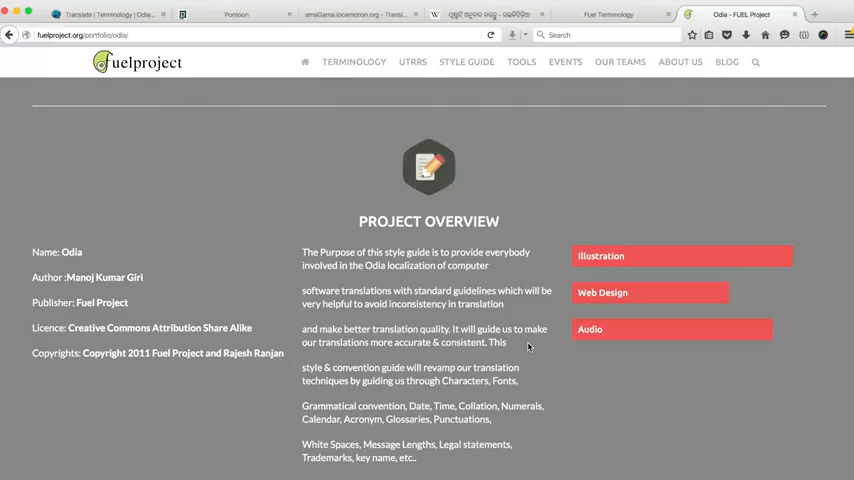 Translate | Terminology | Odia...
Pontoon
amaGama.locamotion.org - Transl...
Fuel Terminology
Odia - FUEL Project
fuelproject.org/portfolio/odia/
Search
fuelproject
TERMINOLOGY
UTRRS
STYLE GUIDE
TOOLS
EVENTS
OUR TEAMS
ABOUT US
BLOG
PROJECT OVERVIEW
Name: Odia
Author :Manoj Kumar Giri
Publisher: Fuel Project
Licence: Creative Commons Attribution Share Alike
Copyrights: Copyright 2011 Fuel Project and Rajesh Ranjan
The Purpose of this style guide is to provide everybody
involved in the Odia localization of computer
software translations with standard guidelines which will be
very helpful to avoid inconsistency in translation
and make better translation quality. It will guide us to make
our translations more accurate & consistent. This
style & convention guide will revamp our translation
techniques by guiding us through Characters, Fonts,
Grammatical convention, Date, Time, Collation, Numerals,
Calendar, Acronym, Glossaries, Punctuations,
White Spaces, Message Lengths, Legal statements,
Trademarks, key name, etc..
Illustration
Web Design
Audio